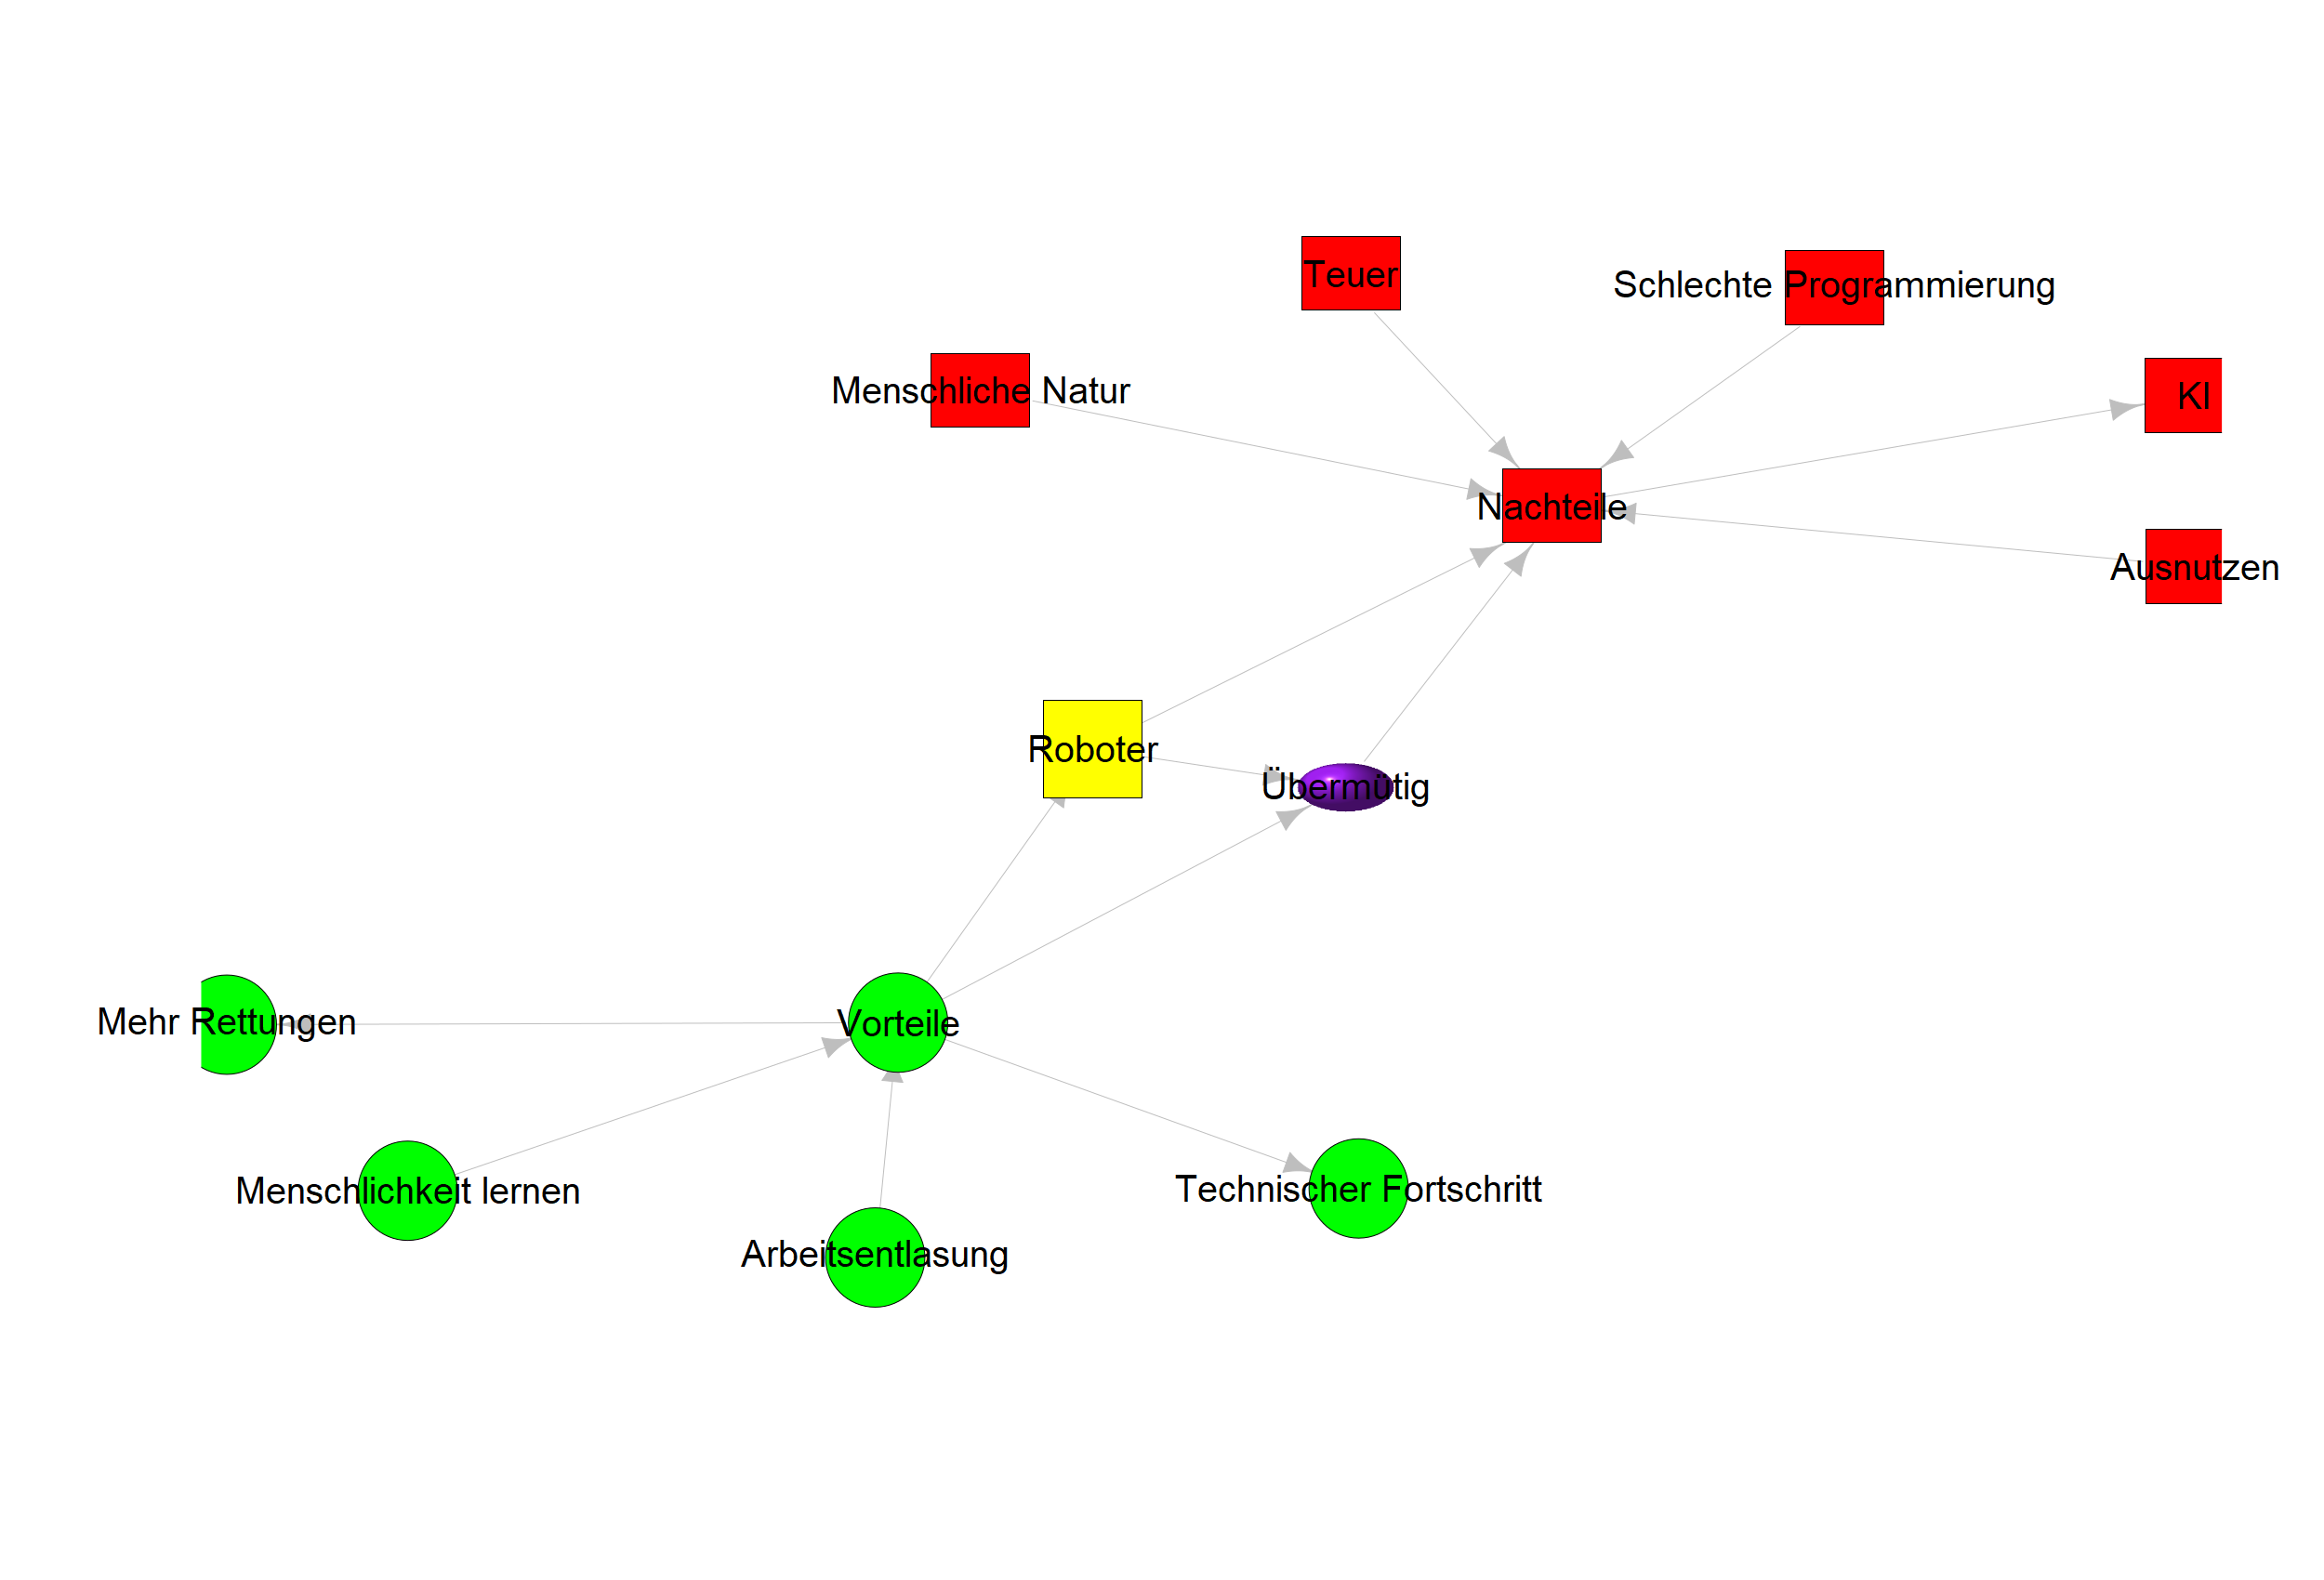 Teuer
Schlechte Programmierung
Menschliche Natur
KI
Nachteile
Ausnutzen
Roboter
Übermütig
Mehr Rettungen
Vorteile
Menschlichkeit lernen
Technischer Fortschritt
Arbeitsentlasung